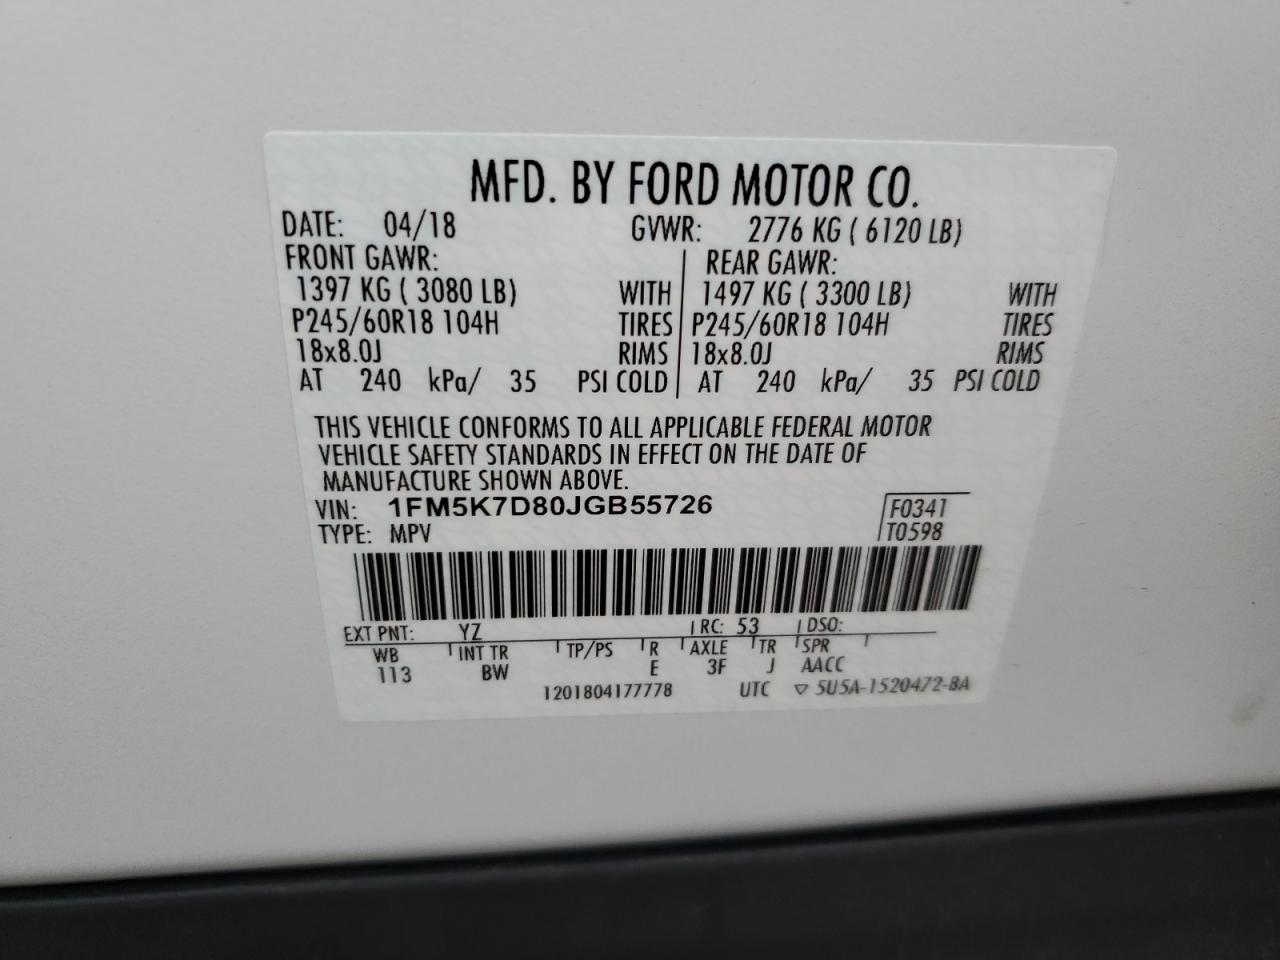 MFD. BY FORD MOTOR CO.
DATE: 04/18 GVWR: 2776 KG ( 6120 LB)
FRONT GAWR: REAR GAWR:
1397 KG ( 3080 LB) WITH 1497 KG ( 3300 LB) WITH
P245/60R18 104H TIRES P245/60R18 104H TIRES
18x8.0J RIMS 18x8.0J RIMS
AT 240 kPa/ 35 PSI COLD AT 240 kPa/ 35 PSI COLD
THIS VEHICLE CONFORMS TO ALL APPLICABLE FEDERAL MOTOR
VEHICLE SAFETY STANDARDS IN EFFECT ON THE DATE OF
MANUFACTURE SHOWN ABOVE.
VIN: 1FM5K7D80JGB55726 F0341
TYPE: MPV T0598
EXT PNT: YZ RC: 53 DSO:
WB INT TR TP/PS R AXLE TR SPR
113 BW E 3F J AACC
1201804177778 UTC ▽ 5U5A-1520472-BA